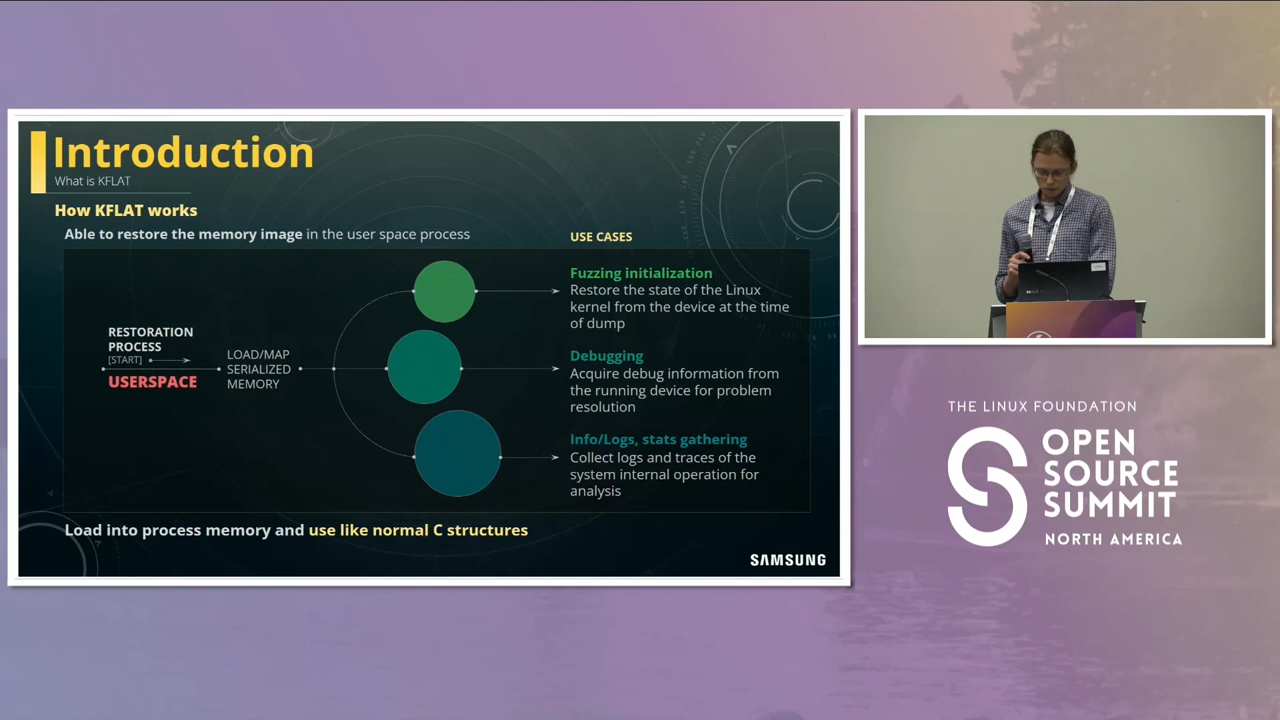 Introduction
What is KFLAT
How KFLAT works
Able to restore the memory image in the user space process
USE CASES
RESTORATION
PROCESS
[START]
USERSPACE
LOAD/MAP
SERIALIZED
MEMORY
Fuzzing initialization
Restore the state of the Linux
kernel from the device at the time
of dump
Debugging
Acquire debug information from
the running device for problem
resolution
Info/Logs, stats gathering
Collect logs and traces of the
system internal operation for
analysis
Load into process memory and use like normal C structures
SAMSUNG
THE LINUX FOUNDATION
OPEN
SOURCE
SUMMIT
NORTH AMERICA